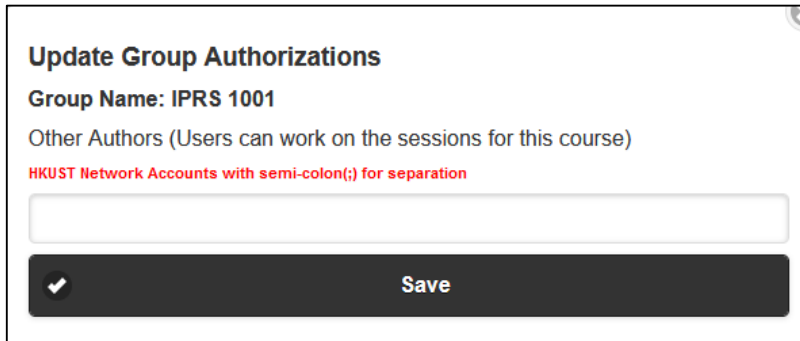 Update Group Authorizations
Group Name: IPRS 1001
Other Authors (Users can work on the sessions for this course)
HKUST Network Accounts with semi-colon(;) for separation
Save